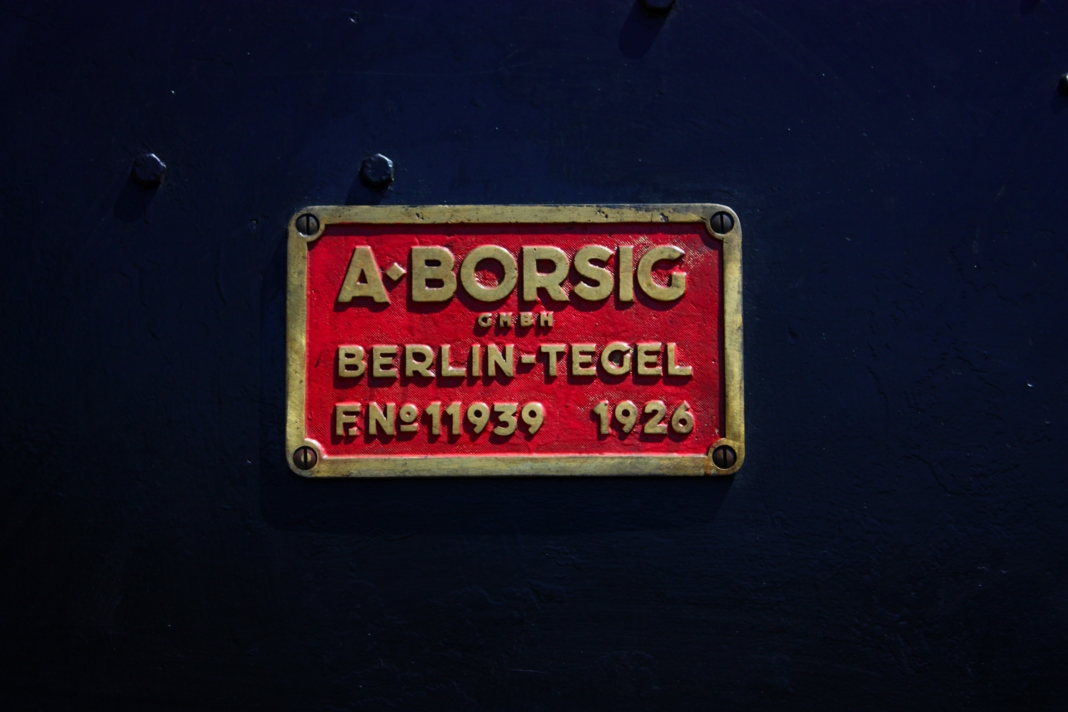 A·BORSIG
GMBH
BERLIN-TEGEL
F.Nº 11939 1926